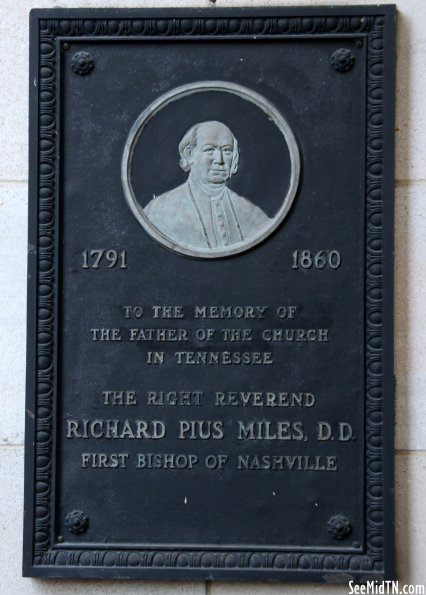 1791 1860
TO THE MEMORY OF
THE FATHER OF THE CHURCH
IN TENNESSEE
THE RIGHT REVEREND
RICHARD PIUS MILES, D.D.
FIRST BISHOP OF NASHVILLE
SeeMidTN.com